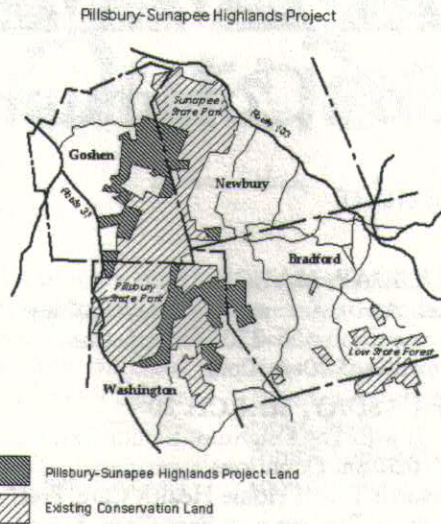 Pillsbury-Sunapee Highlands Project
Sunapee
State Park
Route 103
Goshen
Newbury
Route 31
Bradford
Pillsbury
State Park
Low State Forest
Washington
Pillsbury-Sunapee Highlands Project Land
Existing Conservation Land